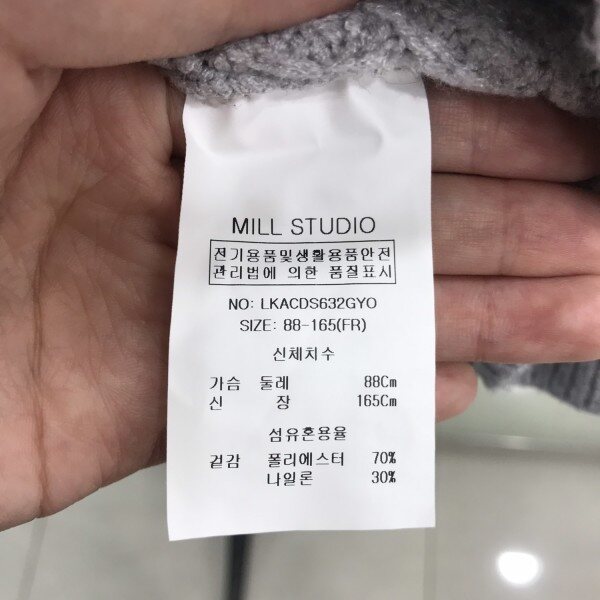 MILL STUDIO
전기용품및생활용품안전
관리법에 의한 품질표시
NO: LKACDS632GYO
SIZE: 88-165(FR)
신체치수
가슴 둘레 88Cm
신 장 165Cm
섬유혼용율
겉감 폴리에스터 70%
나일론 30%